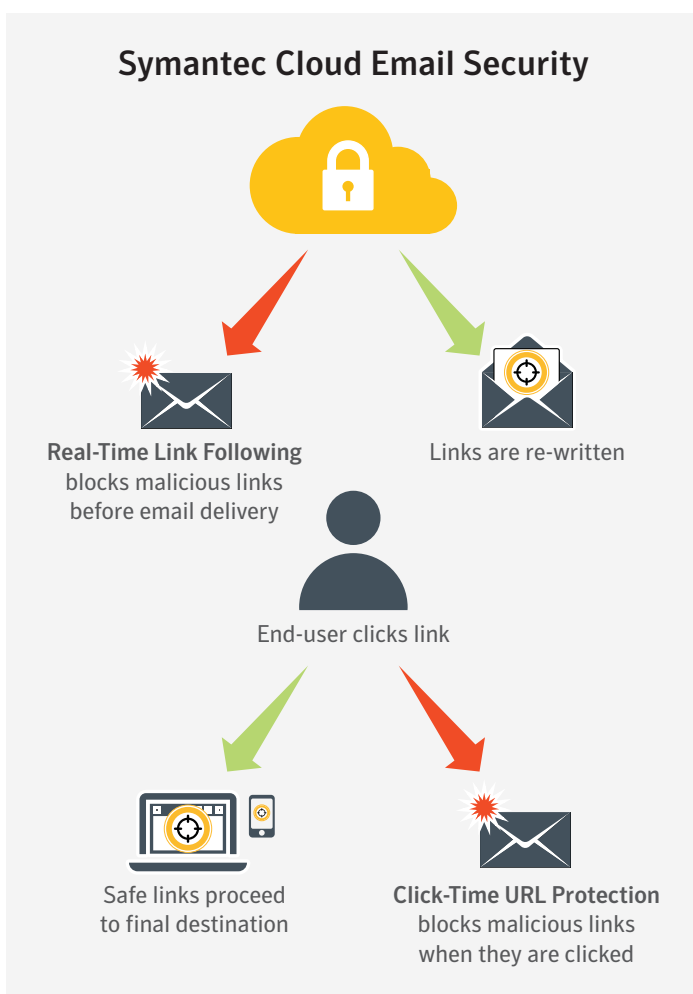 Symantec Cloud Email Security
Real-Time Link Following
blocks malicious links
before email delivery
Links are re-written
End-user clicks link
Safe links proceed
to final destination
Click-Time URL Protection
blocks malicious links
when they are clicked